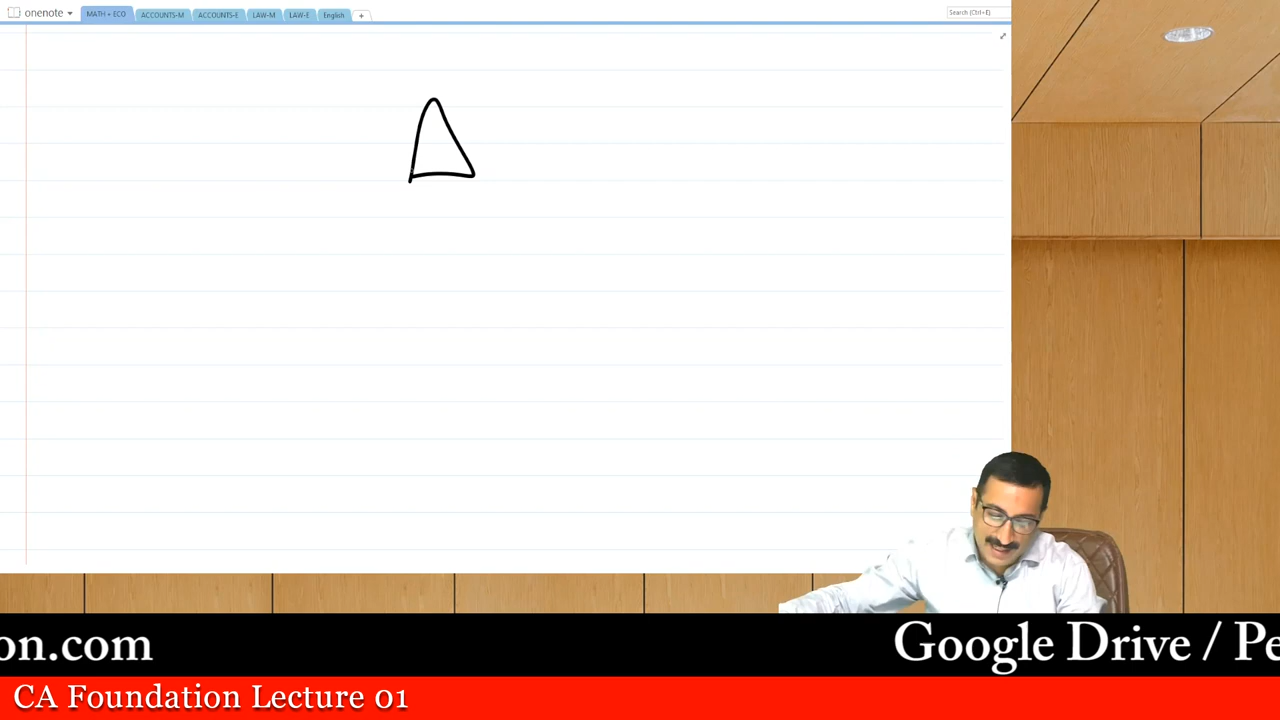 onenote MATH + ECO ACCOUNTS-M ACCOUNTS-E LAW-M LAW-E English + Search (Ctrl+E)
on.com Google Drive / Pe
CA Foundation Lecture 01